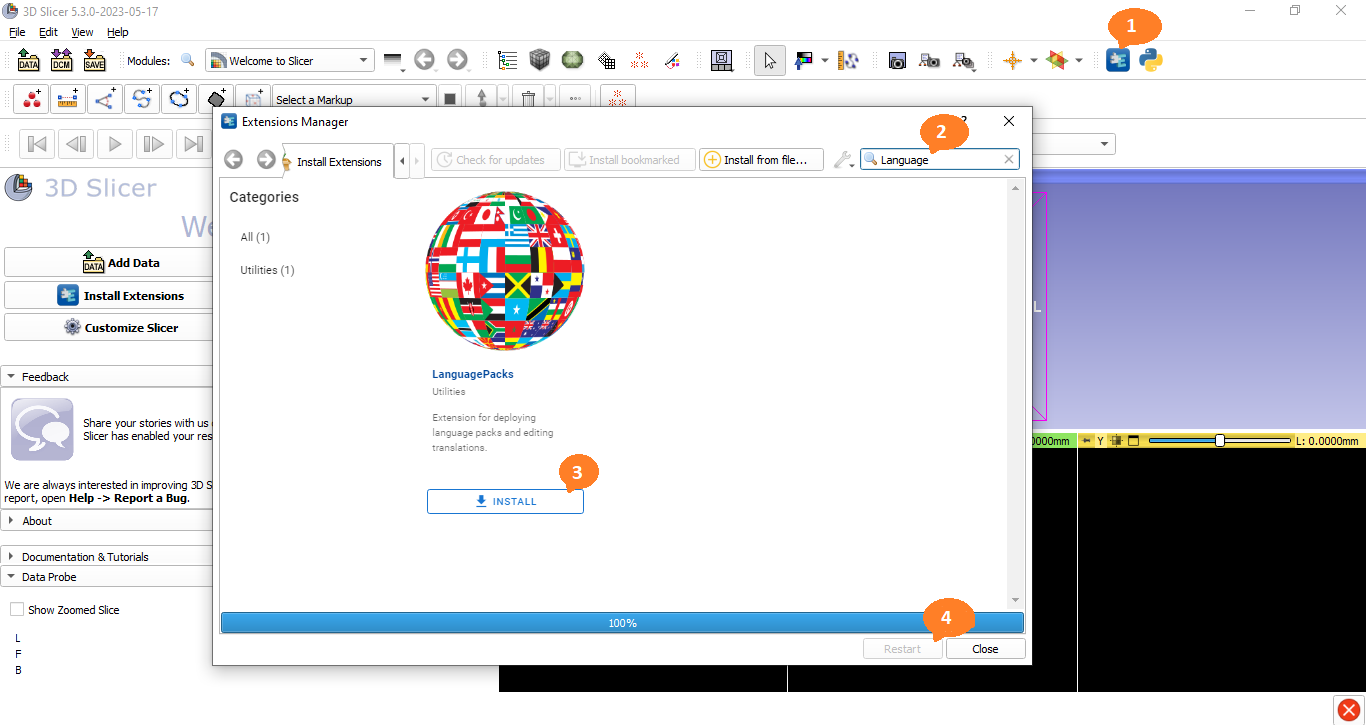 3D Slicer 5.3.0-2023-05-17
File Edit View Help
1
DATA DCM SAVE Modules: Welcome to Slicer
Select a Markup
Extensions Manager ?
2
Install Extensions Check for updates Install bookmarked Install from file... Language
3D Slicer
We
Add Data
Install Extensions
Customize Slicer
Feedback
Share your stories with us
Slicer has enabled your res
We are always interested in improving 3D S
report, open Help -> Report a Bug.
About
Documentation & Tutorials
Data Probe
Show Zoomed Slice
L
F
B
Categories
All (1)
Utilities (1)
LanguagePacks
Utilities
Extension for deploying
language packs and editing
translations.
3
INSTALL
100%
4
Restart Close
L
0000mm Y L: 0.0000mm